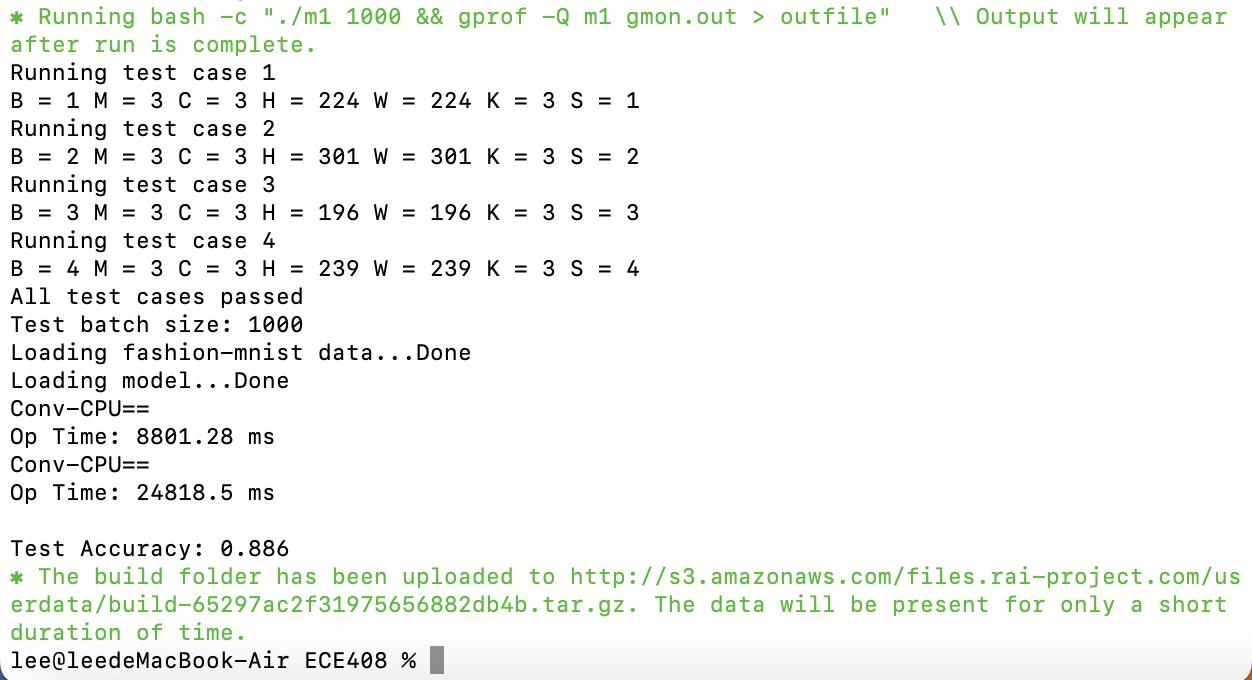 ✱ Running bash -c "./m1 1000 && gprof -Q m1 gmon.out > outfile"   \\ Output will appear
after run is complete.
Running test case 1
B = 1 M = 3 C = 3 H = 224 W = 224 K = 3 S = 1
Running test case 2
B = 2 M = 3 C = 3 H = 301 W = 301 K = 3 S = 2
Running test case 3
B = 3 M = 3 C = 3 H = 196 W = 196 K = 3 S = 3
Running test case 4
B = 4 M = 3 C = 3 H = 239 W = 239 K = 3 S = 4
All test cases passed
Test batch size: 1000
Loading fashion-mnist data...Done
Loading model...Done
Conv-CPU==
Op Time: 8801.28 ms
Conv-CPU==
Op Time: 24818.5 ms

Test Accuracy: 0.886
✱ The build folder has been uploaded to http://s3.amazonaws.com/files.rai-project.com/us
erdata/build-65297ac2f31975656882db4b.tar.gz. The data will be present for only a short
duration of time.
lee@leedeMacBook-Air ECE408 %